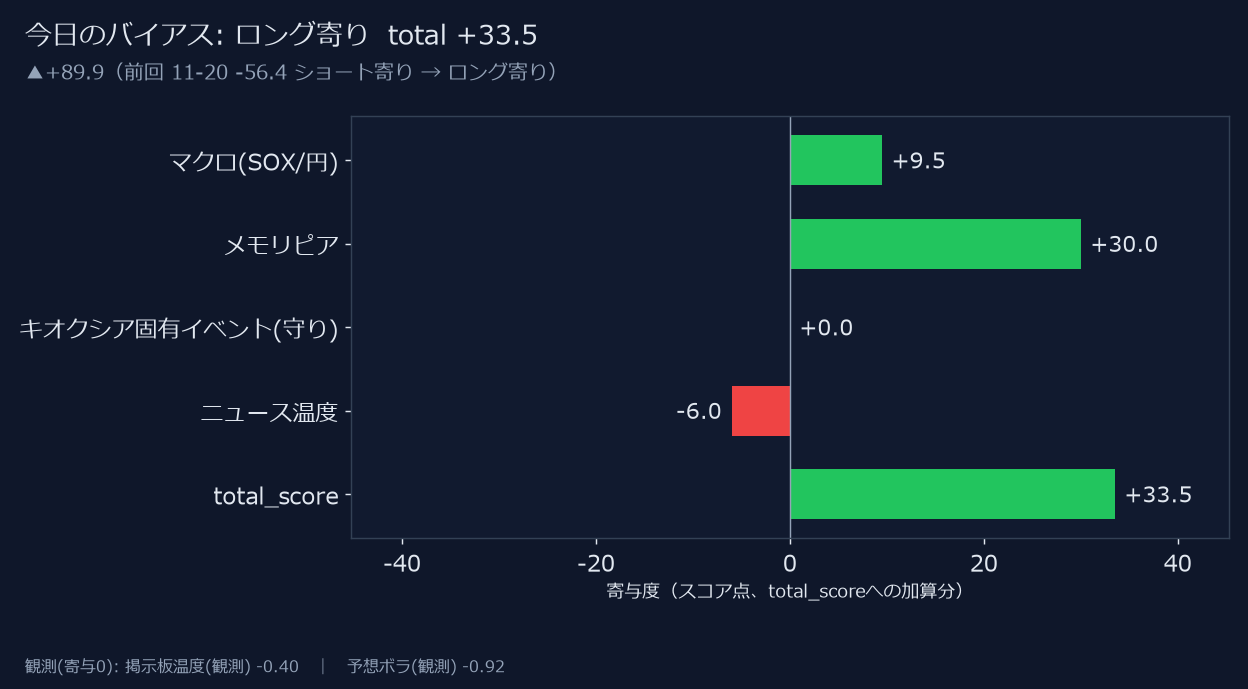 今日のバイアス: ロング寄り total +33.5
▲+89.9（前回 11-20 -56.4 ショート寄り → ロング寄り）
マクロ(SOX/円)
+9.5
メモリピア
+30.0
キオクシア固有イベント(守り)
+0.0
ニュース温度
-6.0
total_score
+33.5
-40 -20 0 20 40
寄与度（スコア点、total_scoreへの加算分）
観測(寄与0): 掲示板温度(観測) -0.40 ｜ 予想ボラ(観測) -0.92